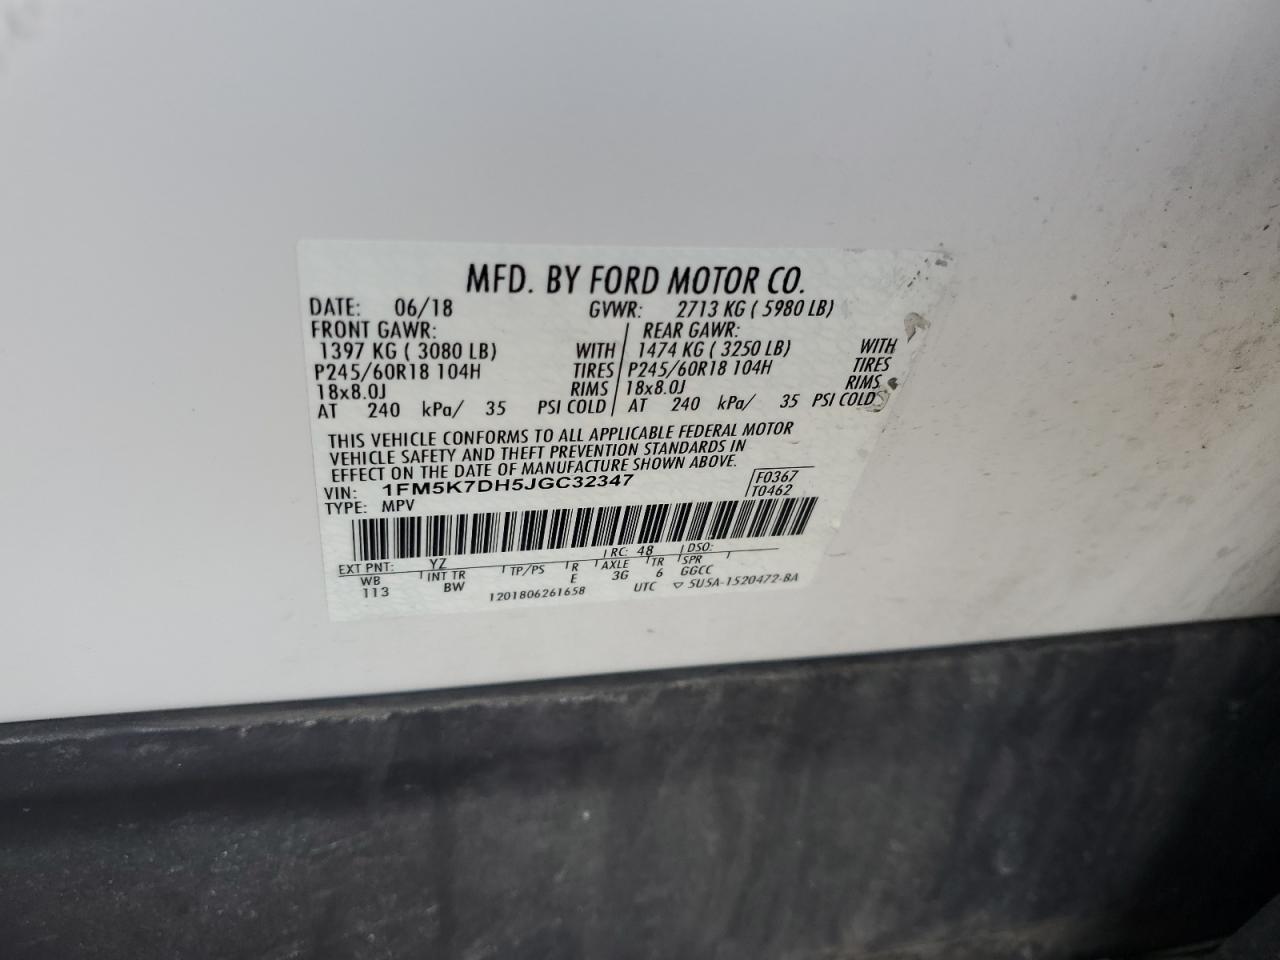 MFD. BY FORD MOTOR CO.
DATE: 06/18 GVWR: 2713 KG ( 5980 LB)
FRONT GAWR: REAR GAWR:
1397 KG ( 3080 LB) WITH 1474 KG ( 3250 LB) WITH
P245/60R18 104H TIRES P245/60R18 104H TIRES
18x8.0J RIMS 18x8.0J RIMS
AT 240 kPa/ 35 PSI COLD AT 240 kPa/ 35 PSI COLD
THIS VEHICLE CONFORMS TO ALL APPLICABLE FEDERAL MOTOR
VEHICLE SAFETY AND THEFT PREVENTION STANDARDS IN
EFFECT ON THE DATE OF MANUFACTURE SHOWN ABOVE.
VIN: 1FM5K7DH5JGC32347 F0367
TYPE: MPV T0462
EXT PNT: YZ RC: 48 DSO:
WB INT TR TP/PS R AXLE TR SPR
113 BW E 3G 6 GGCC
1201806261658 UTC ▽ 5U5A-1520472-BA